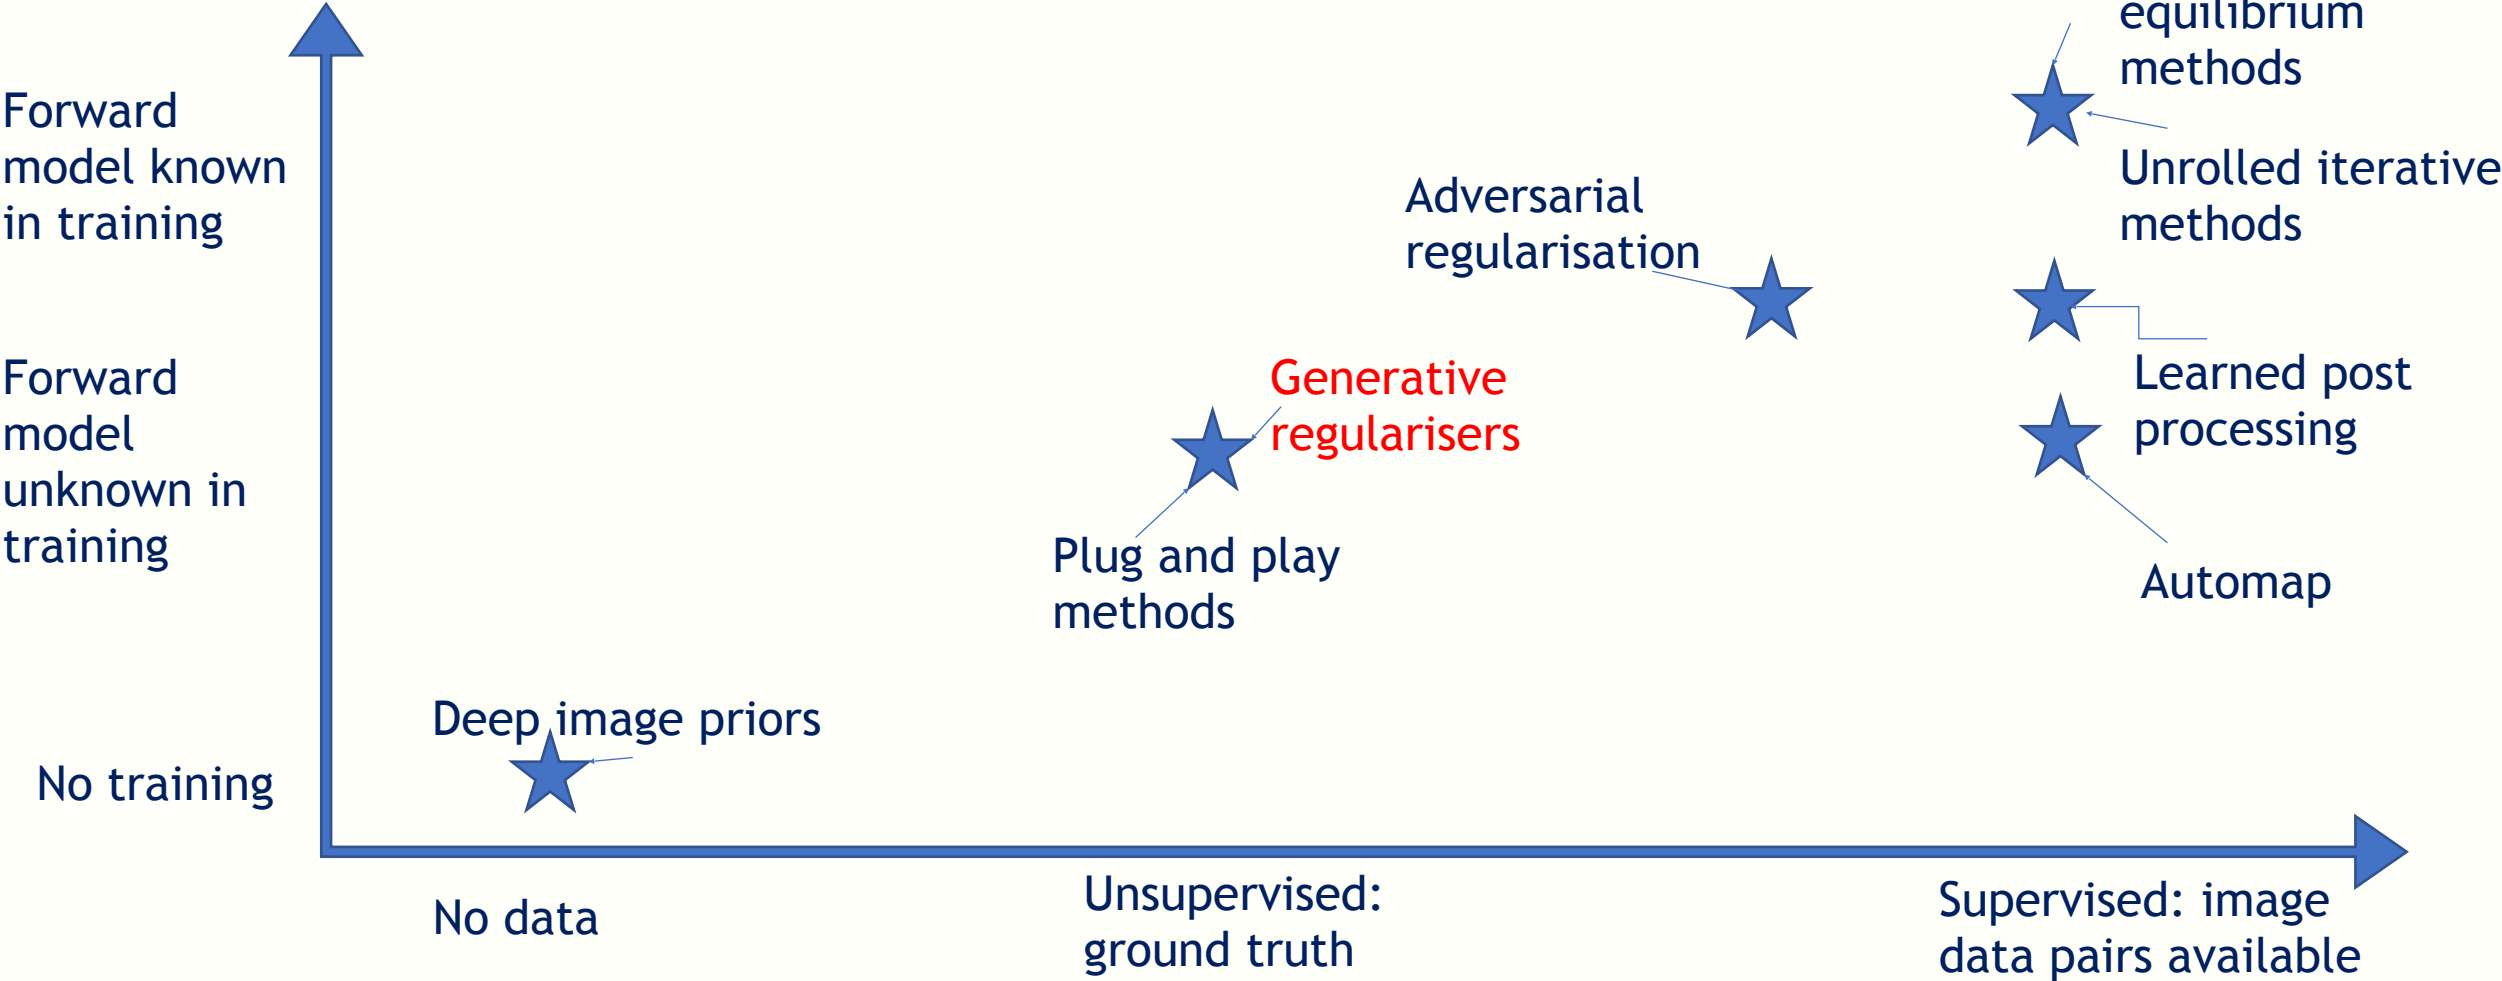 equilibrium
methods
Forward
model known
in training
Unrolled iterative
methods
Adversarial
regularisation
Forward
model
unknown in
training
Generative
regularisers
Learned post
processing
Plug and play
methods
Automap
Deep image priors
No training
No data
Unsupervised:
ground truth
Supervised: image
data pairs available